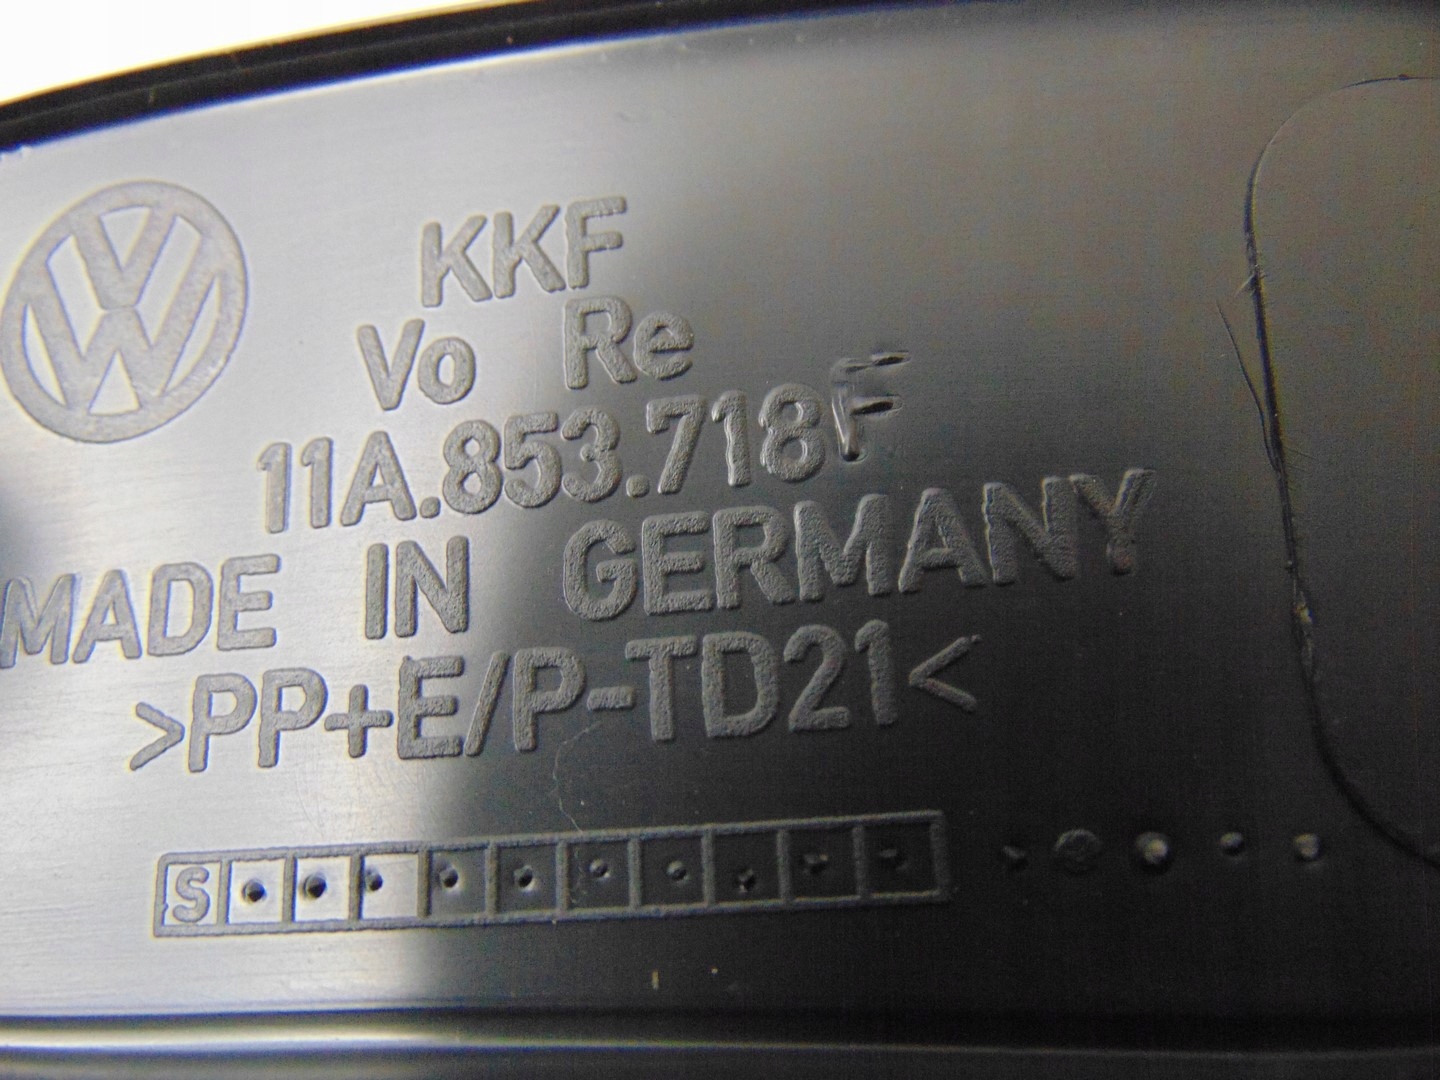 KKF
Vo Re
11A.853.718F
MADE IN GERMANY
>PP+E/P-TD21<
S